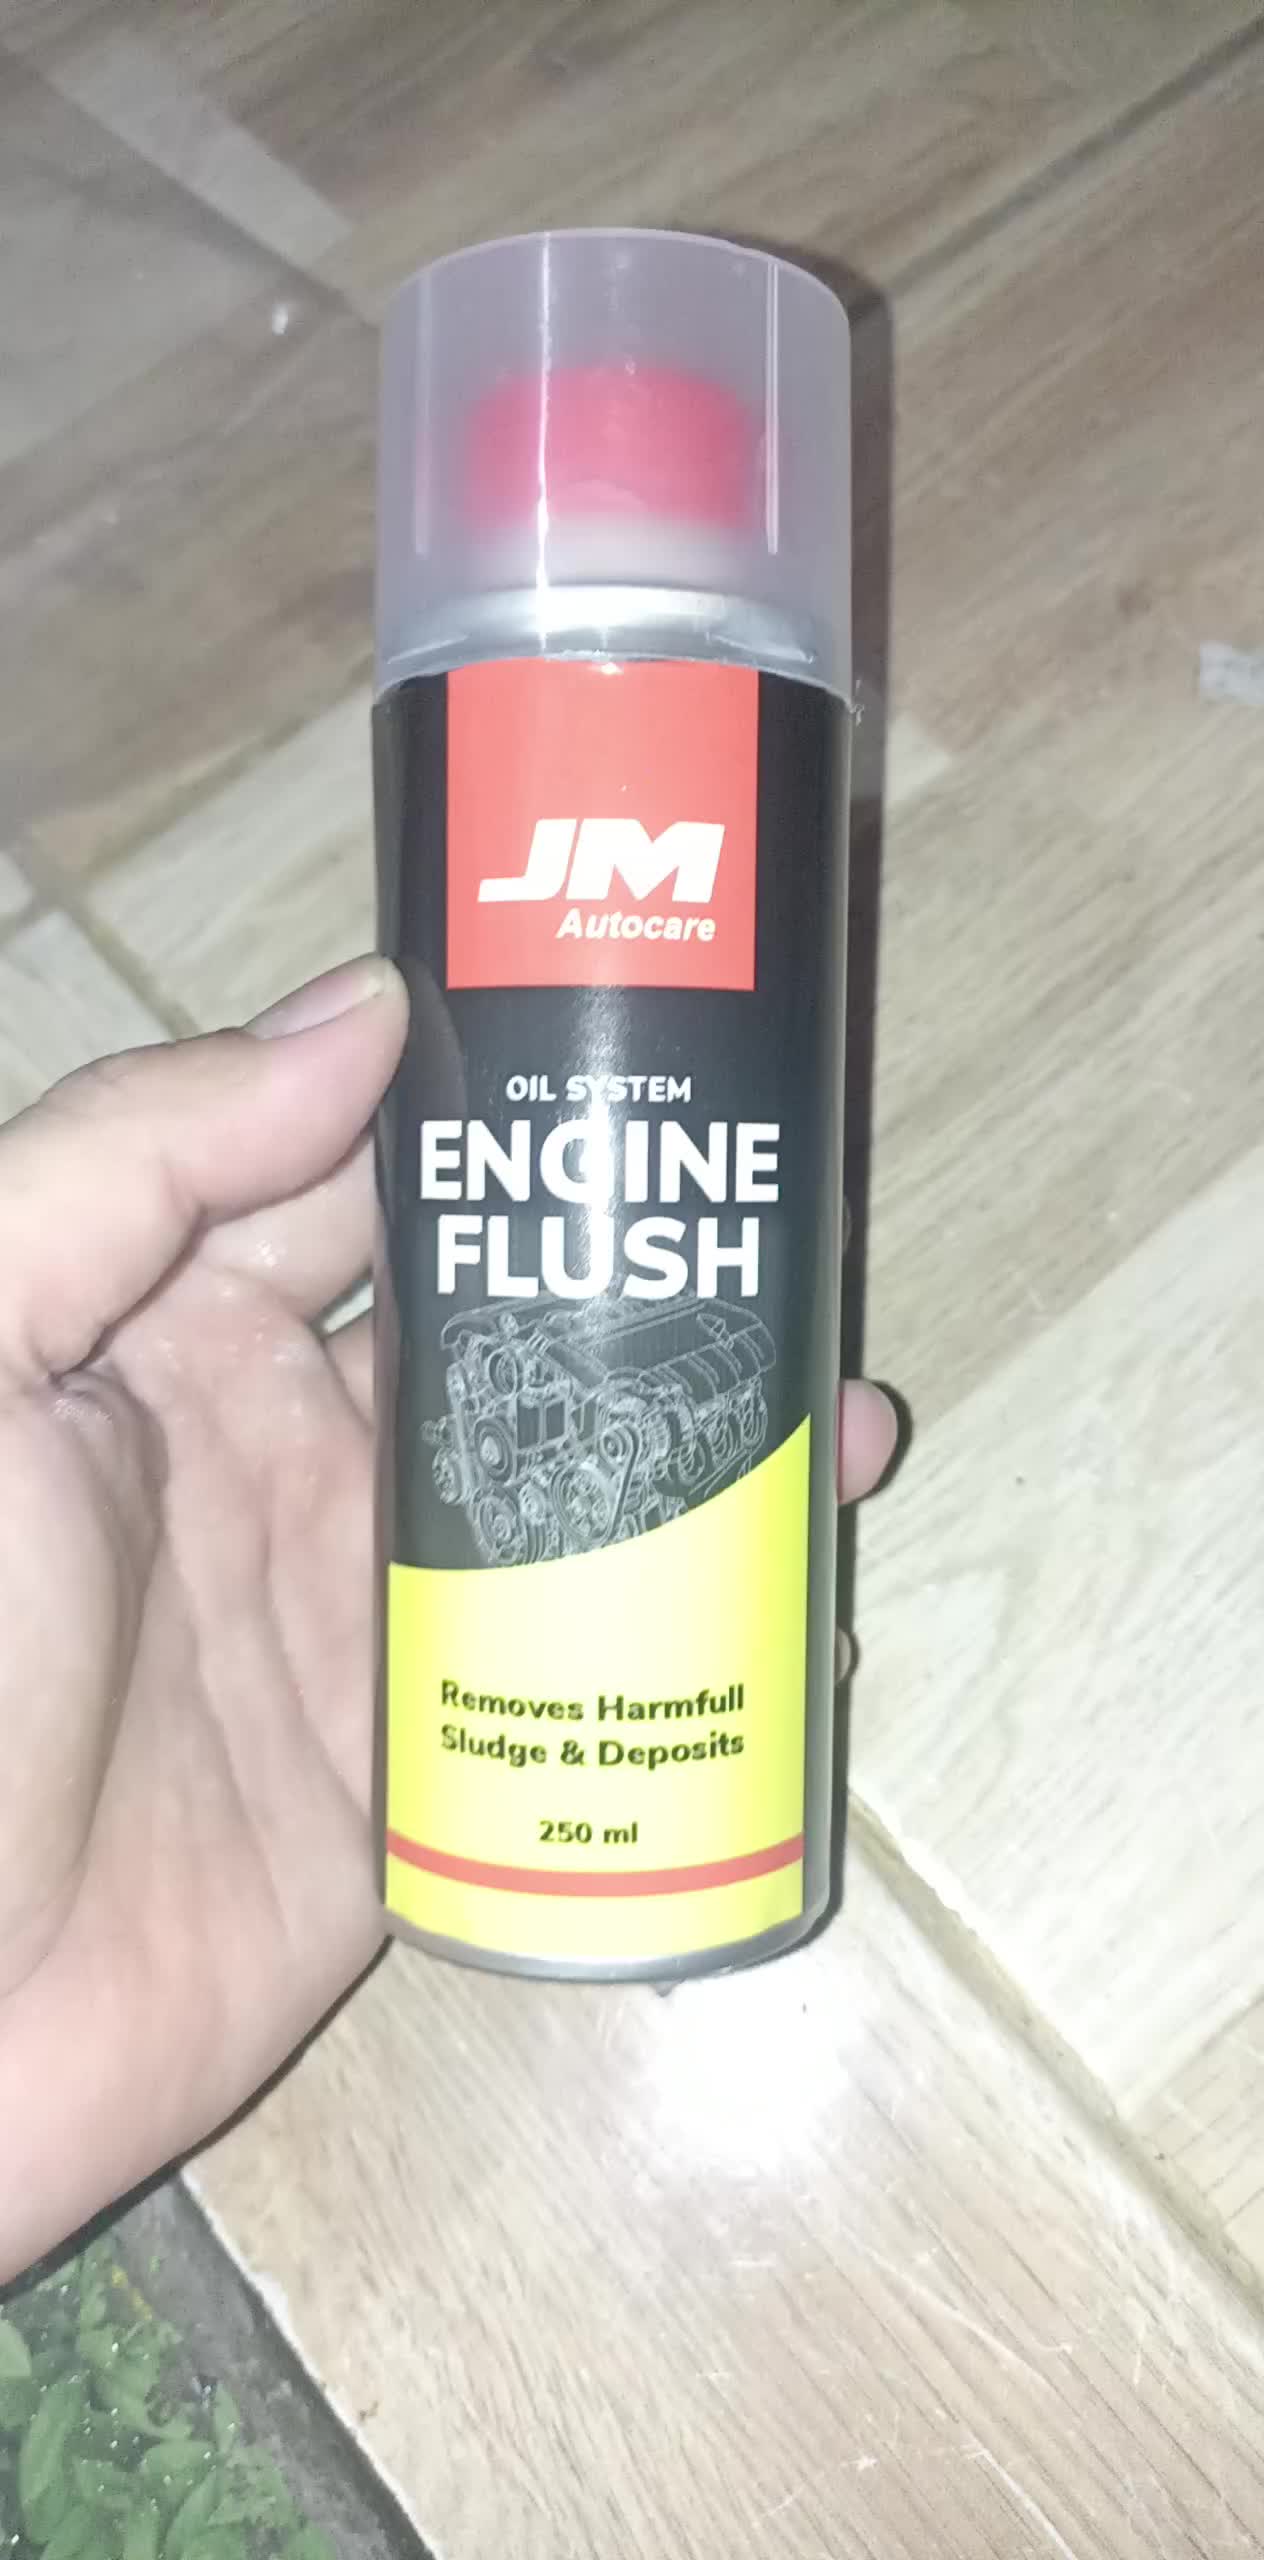 JM
Autocare
OIL SYSTEM
ENGINE
FLUSH
Removes Harmfull
Sludge & Deposits
250 ml